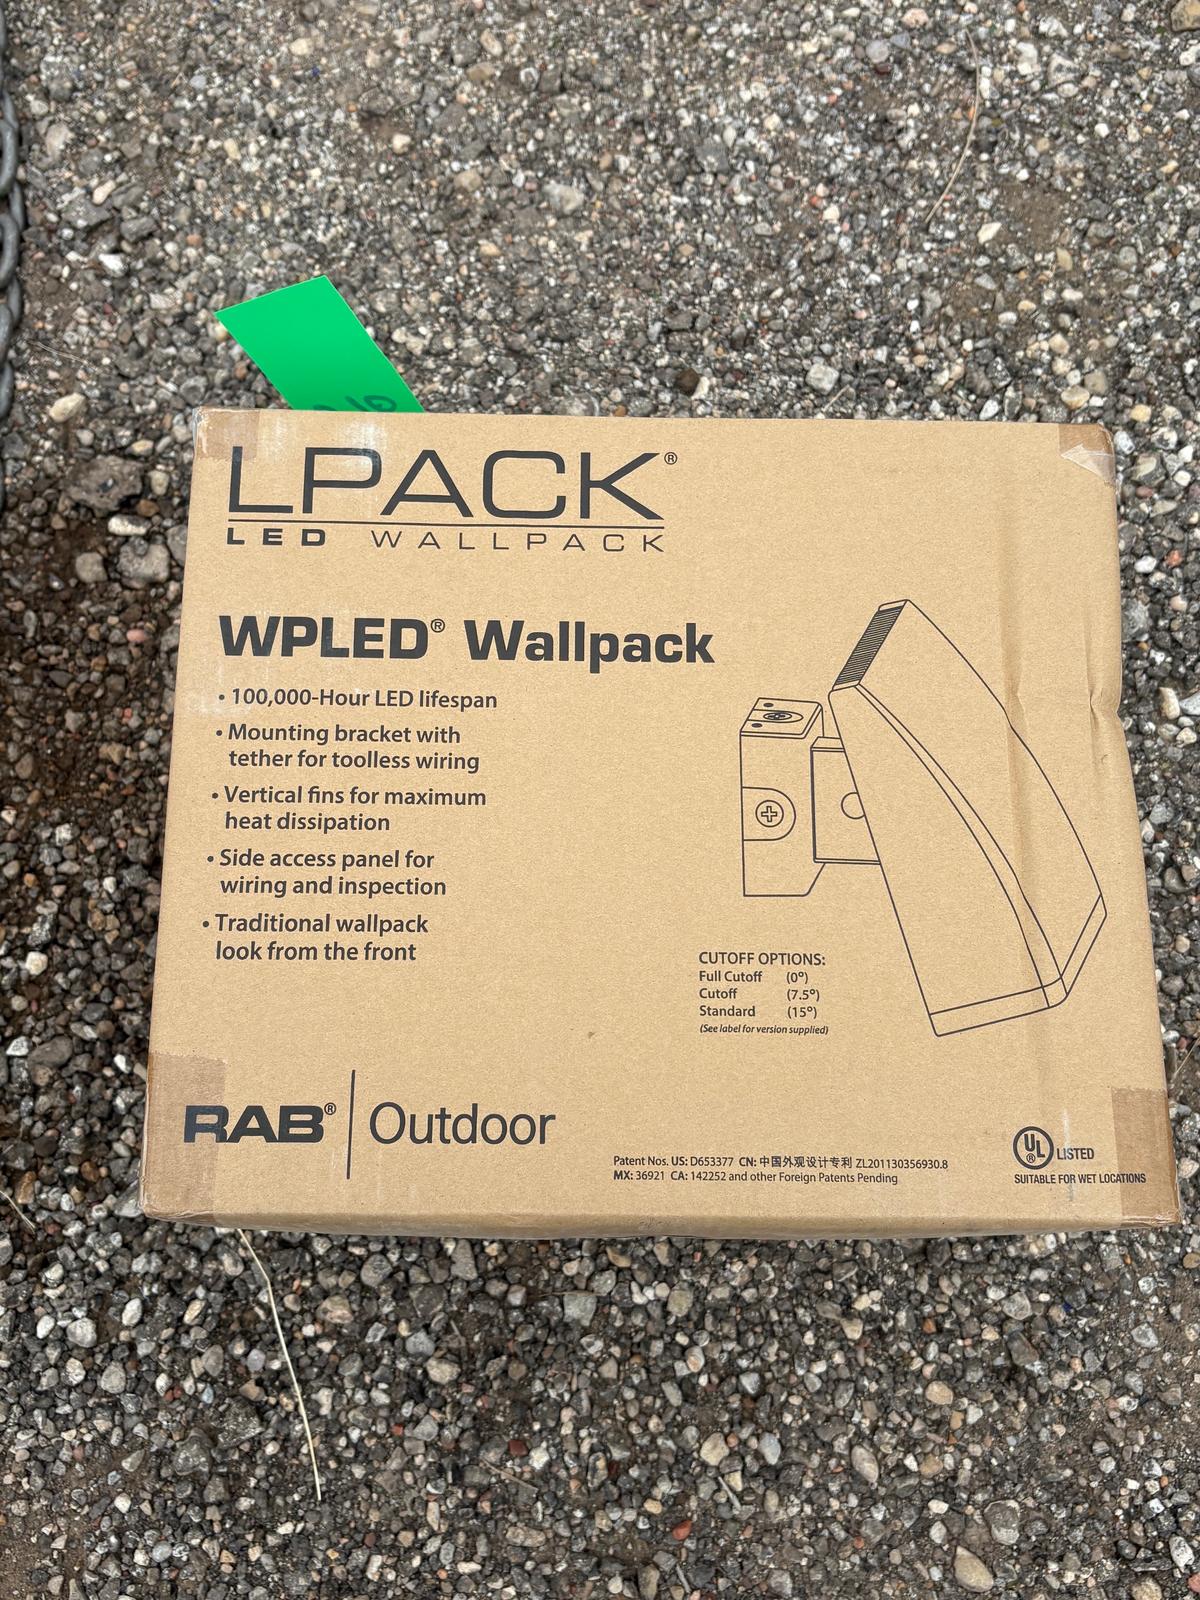 LPACK®
LED WALLPACK
WPLED® Wallpack
• 100,000-Hour LED lifespan
• Mounting bracket with
tether for toolless wiring
• Vertical fins for maximum
heat dissipation
• Side access panel for
wiring and inspection
• Traditional wallpack
look from the front
CUTOFF OPTIONS:
Full Cutoff (0°)
Cutoff (7.5°)
Standard (15°)
(See label for version supplied)
RAB® Outdoor
Patent Nos. US: D653377 CN: 中国外观设计专利 ZL201130356930.8
MX: 36921 CA: 142252 and other Foreign Patents Pending
UL® LISTED
SUITABLE FOR WET LOCATIONS